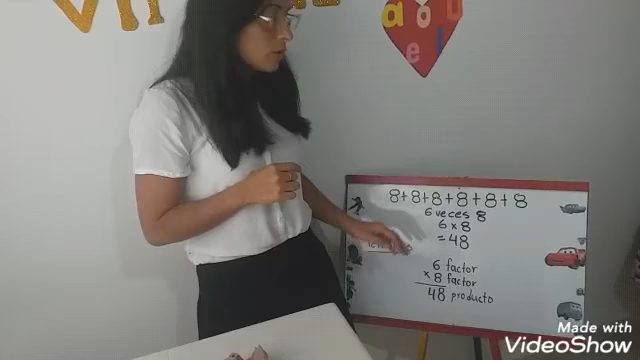 8+8+8+8+8+8
6 veces 8
6 x 8
= 48
6 factor
x 8 factor
48 producto
a o u
e i
Made with
VideoShow